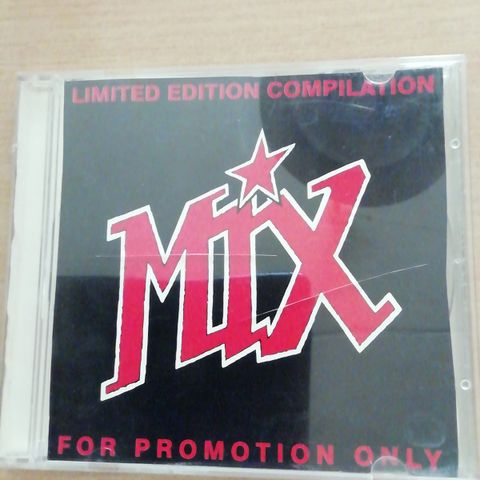 LIMITED EDITION COMPILATION
MIX
FOR PROMOTION ONLY